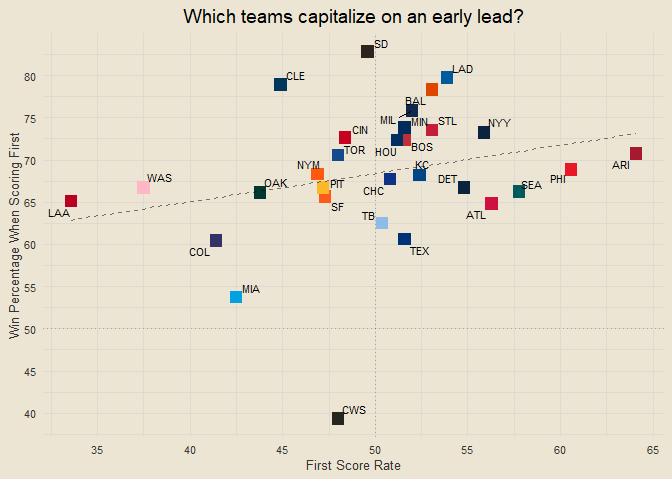 Which teams capitalize on an early lead?
SD
LAD
CLE
80
BAL
75
MIL
MIN
STL
NYY
CIN
TOR
HOU
BOS
70
ARI
NYM
KC
PHI
WAS
OAK
PIT
CHC
DET
SEA
65
LAA
SF
TB
ATL
COL
TEX
60
MIA
55
50
45
CWS
40
Win Percentage When Scoring First
35
40
45
50
55
60
65
First Score Rate